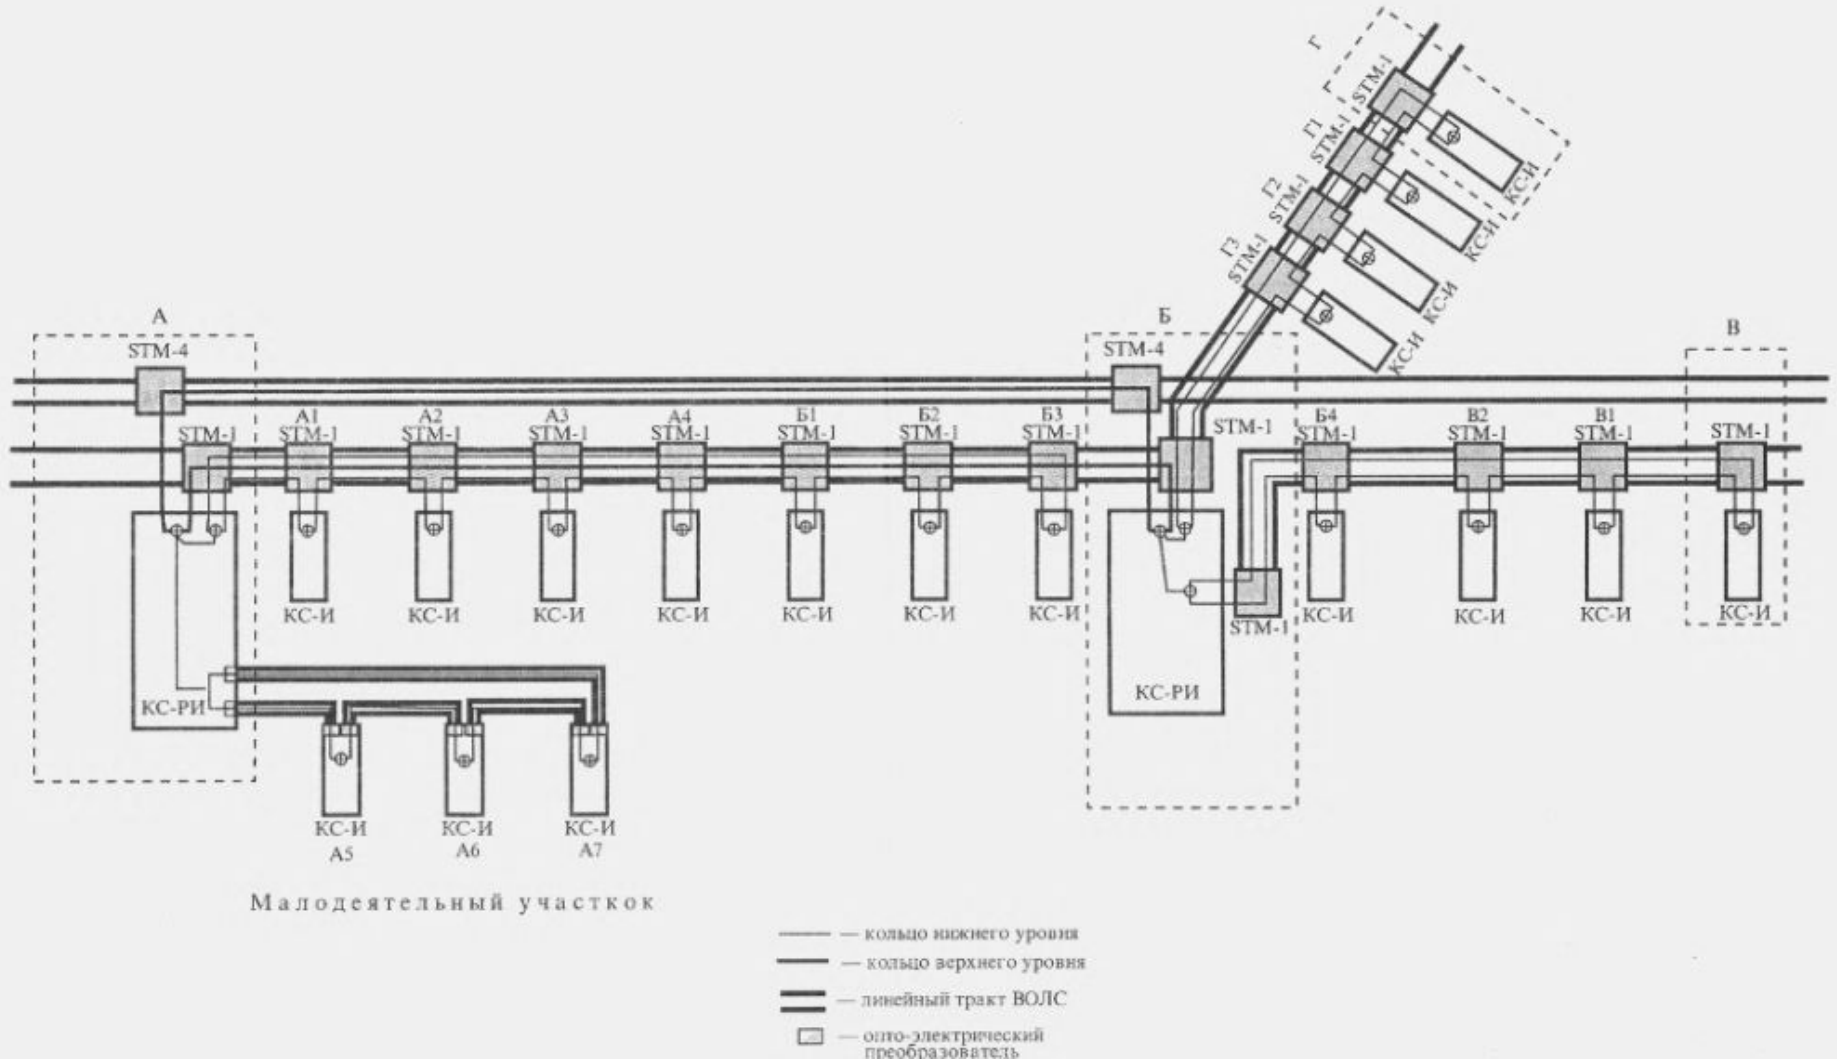 Г
STM-1
КС-И
Г1
STM-1
КС-И
Г2
STM-1
КС-И
Г3
STM-1
КС-И
А
STM-4
Б
STM-4
В
STM-1
А1
STM-1
А2
STM-1
А3
STM-1
А4
STM-1
Б1
STM-1
Б2
STM-1
Б3
STM-1
STM-1
Б4
STM-1
В2
STM-1
В1
STM-1
STM-1
КС-И
КС-И
КС-И
КС-И
КС-И
КС-И
КС-И
STM-1
КС-И
КС-И
КС-И
КС-И
КС-РИ
КС-РИ
КС-И
А5
КС-И
А6
КС-И
А7
Малодеятельный участкок
— кольцо нижнего уровня
— кольцо верхнего уровня
— линейный тракт ВОЛС
— опто-электрический
преобразователь